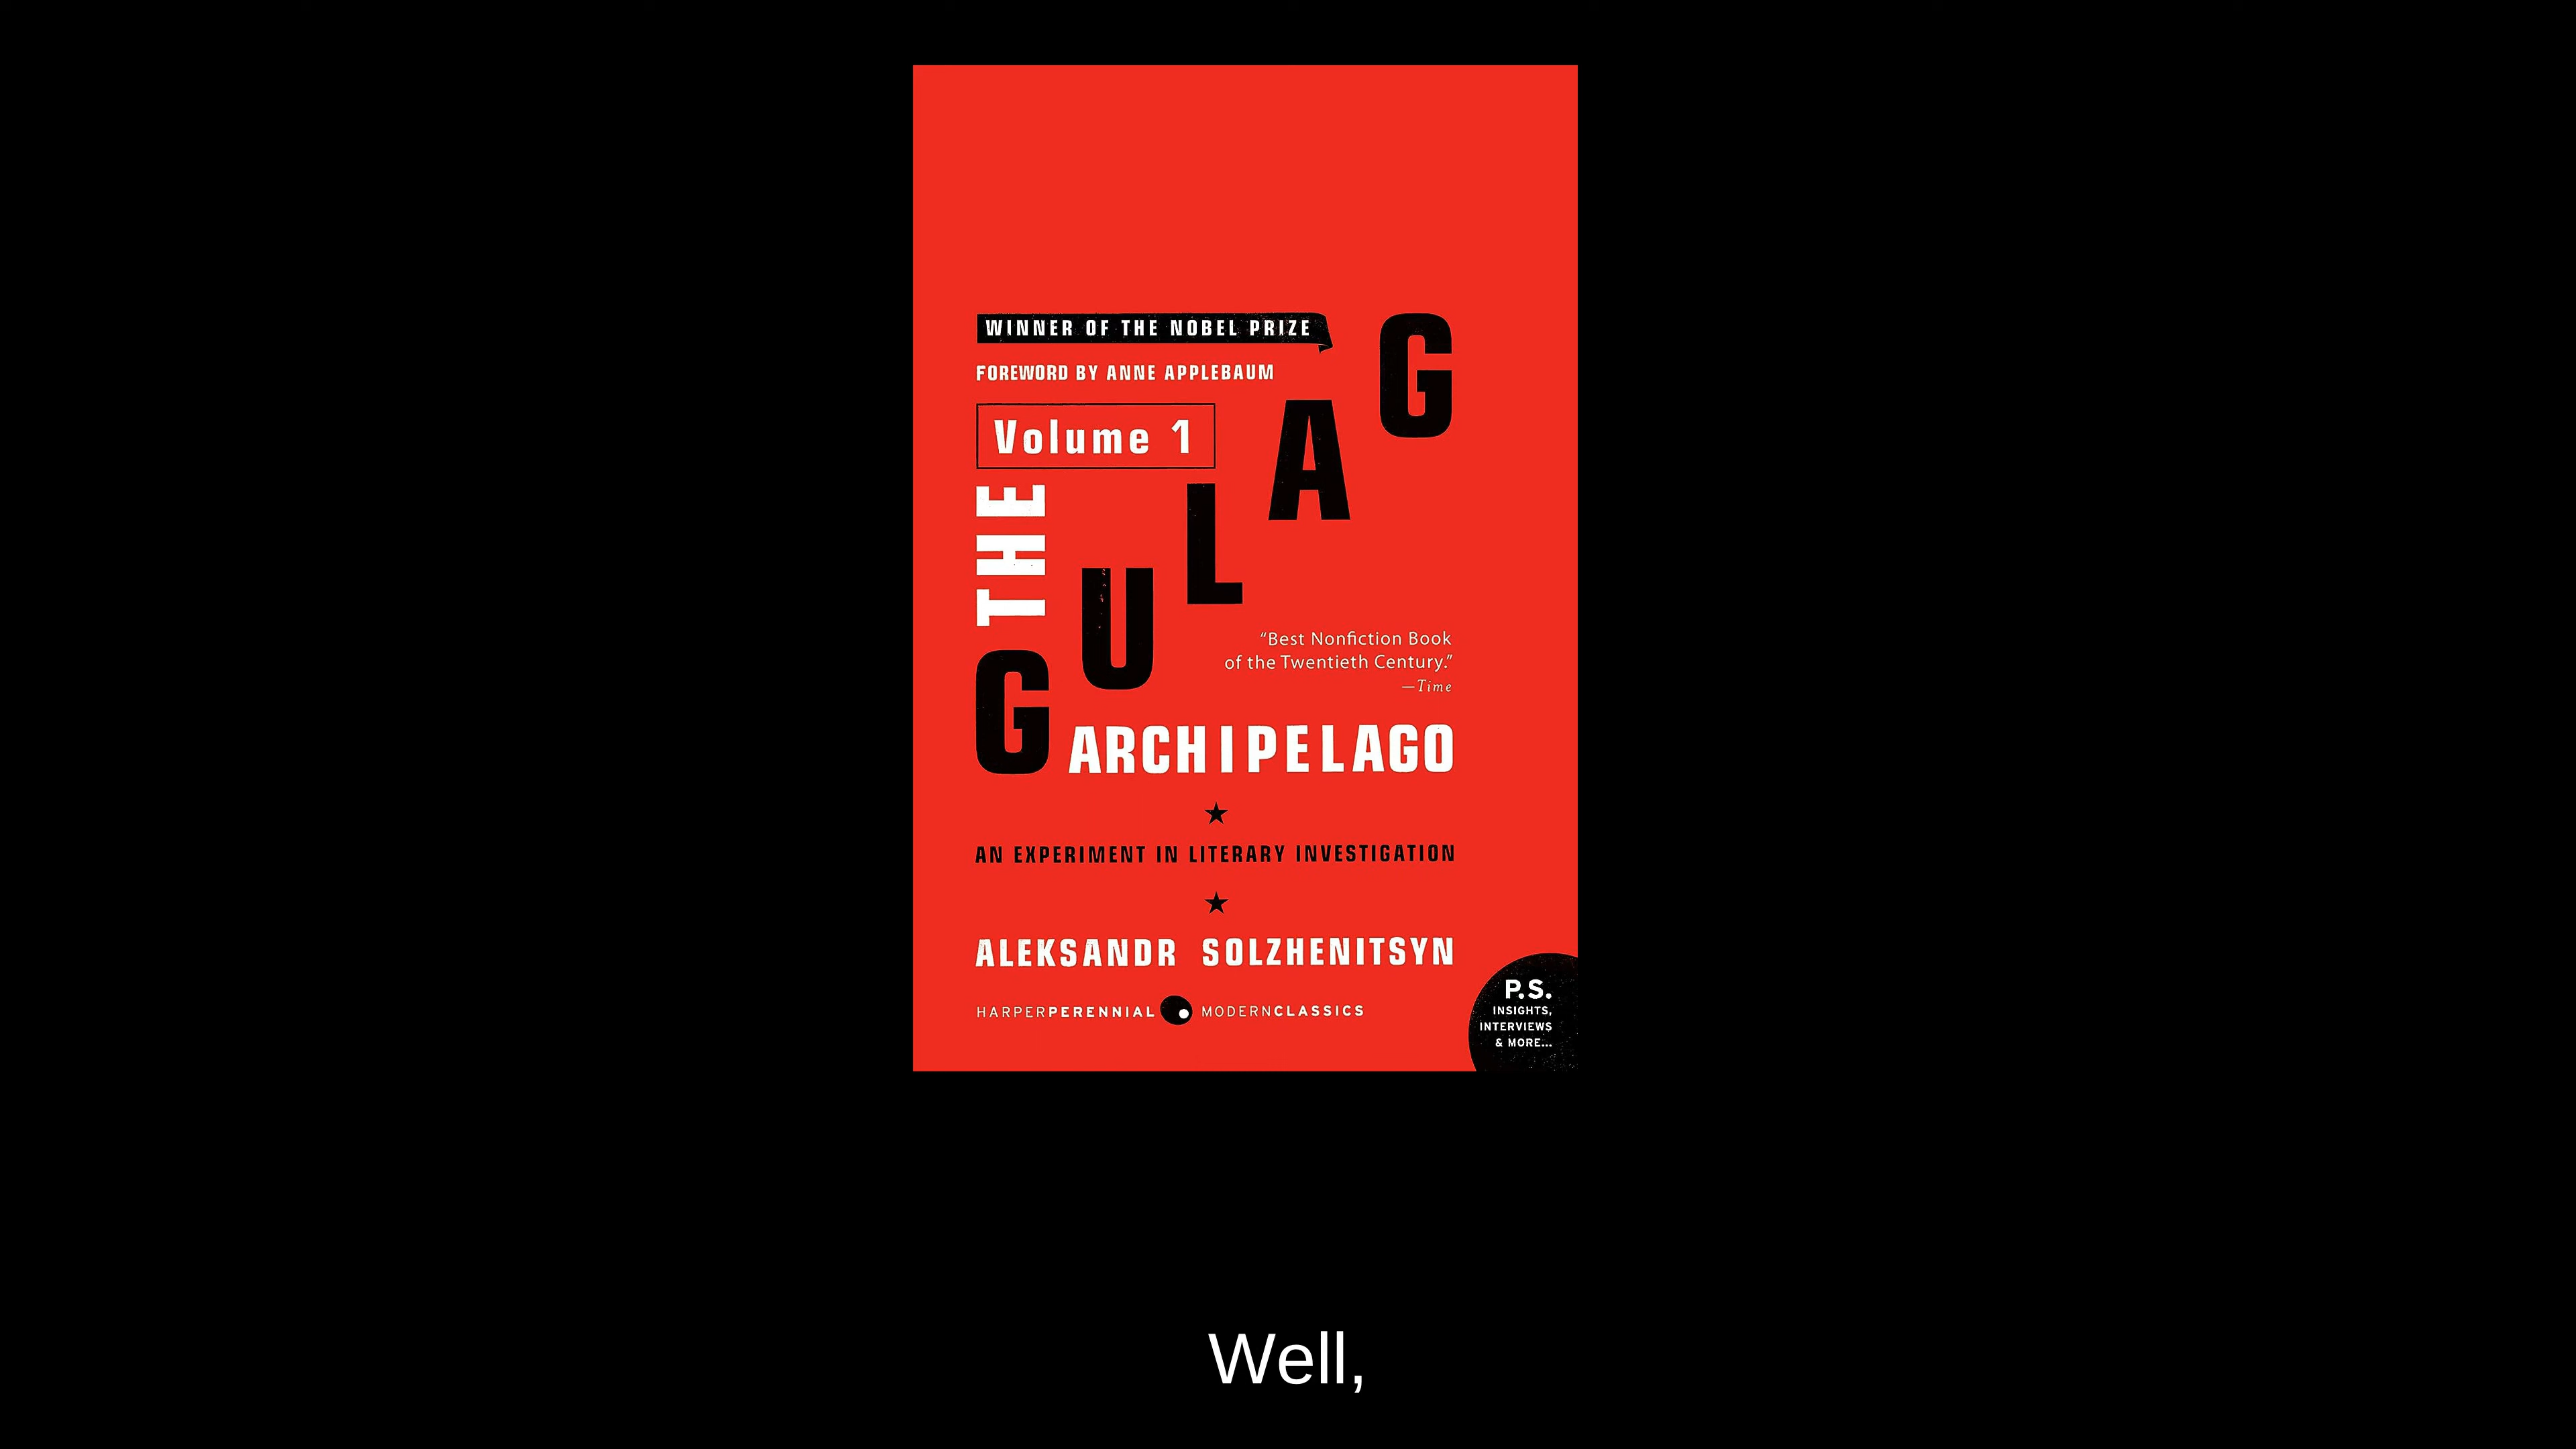 WINNER OF THE NOBEL PRIZE
FOREWORD BY ANNE APPLEBAUM
Volume 1
THE
GULAG
"Best Nonfiction Book
of the Twentieth Century."
—Time
ARCHIPELAGO
AN EXPERIMENT IN LITERARY INVESTIGATION
ALEKSANDR SOLZHENITSYN
HARPERPERENNIAL MODERNCLASSICS
P.S.
INSIGHTS,
INTERVIEWS
& MORE...
Well,